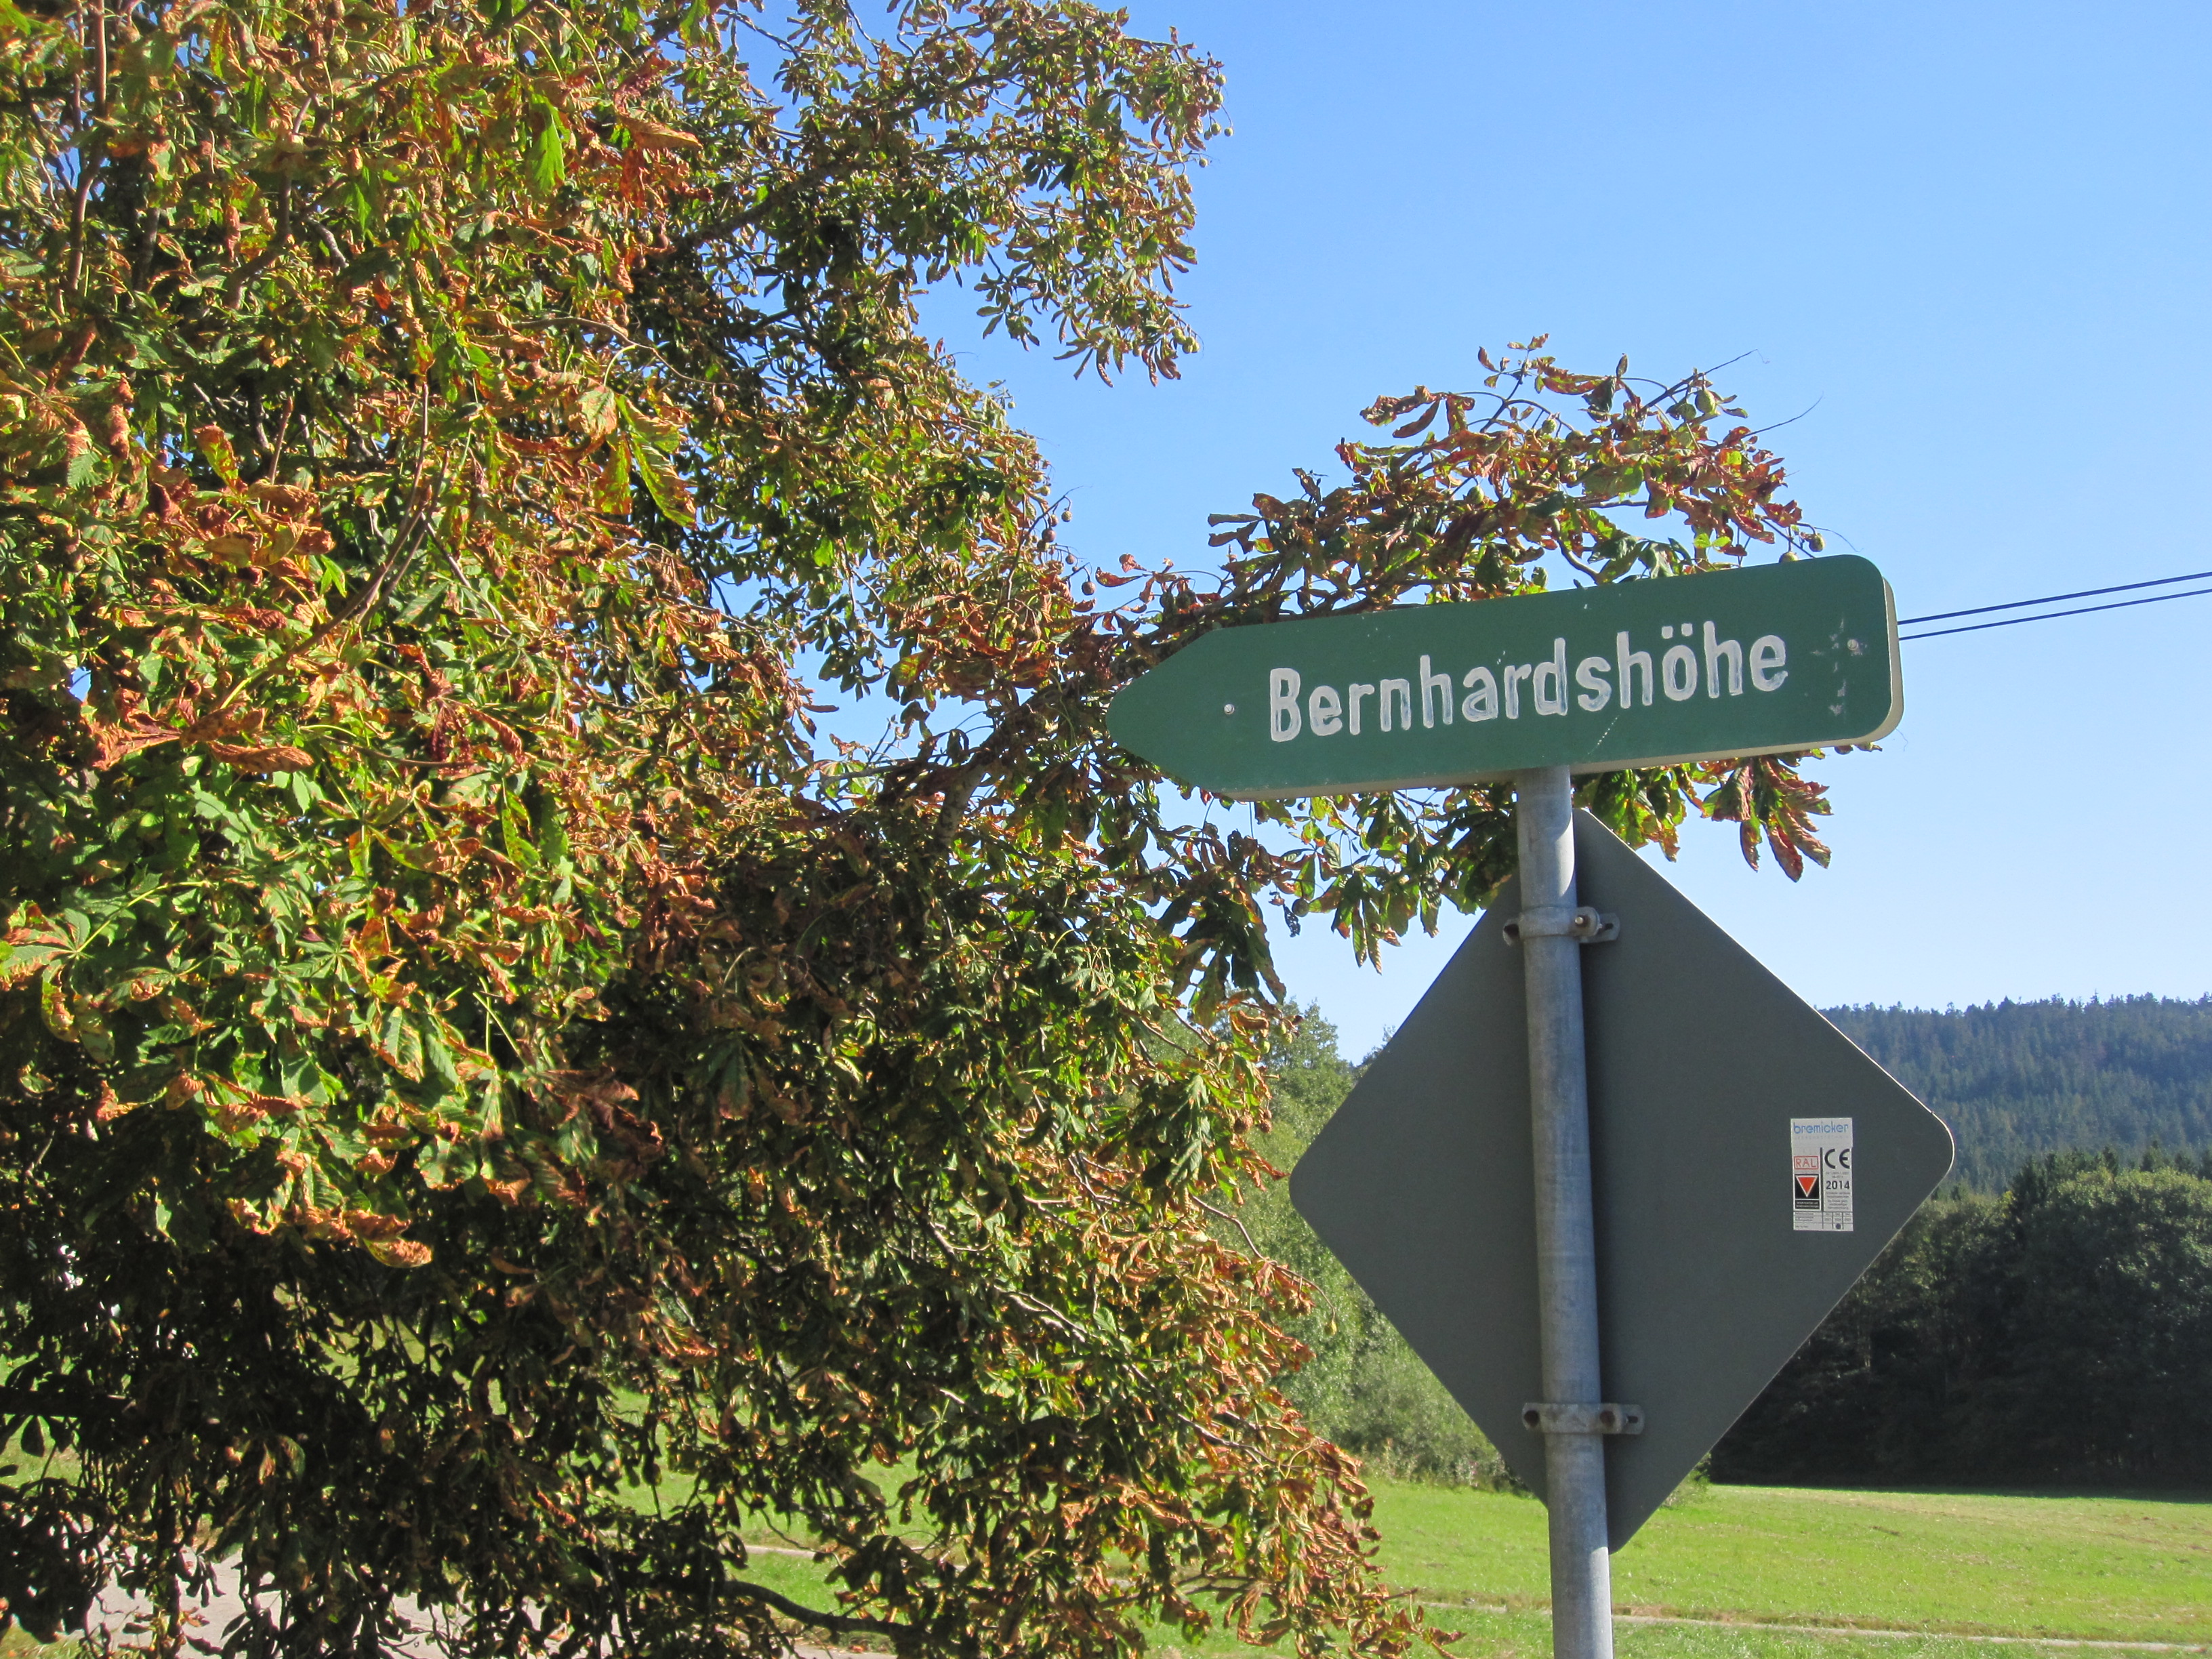 Bernhardshöhe
bremicker
RAL CE
2014